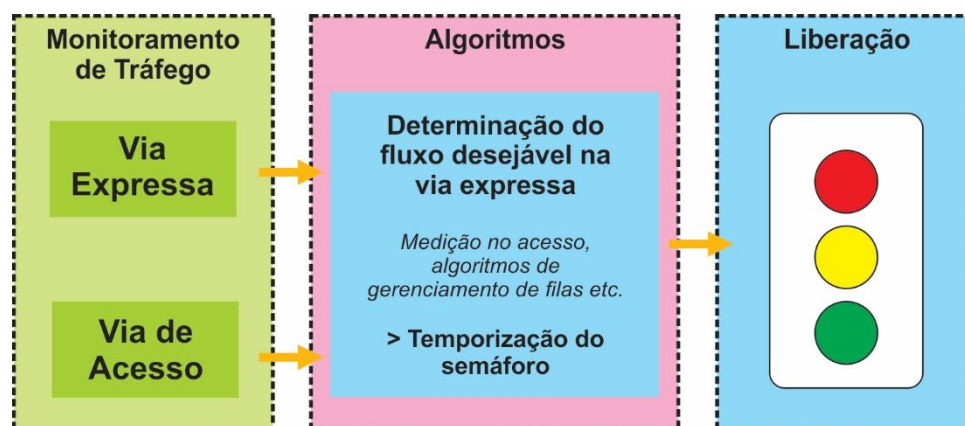 Monitoramento
de Tráfego
Via
Expressa
Via de
Acesso
Algoritmos
Determinação do
fluxo desejável na
via expressa
Medição no acesso,
algoritmos de
gerenciamento de filas etc.
> Temporização do
semáforo
Liberação